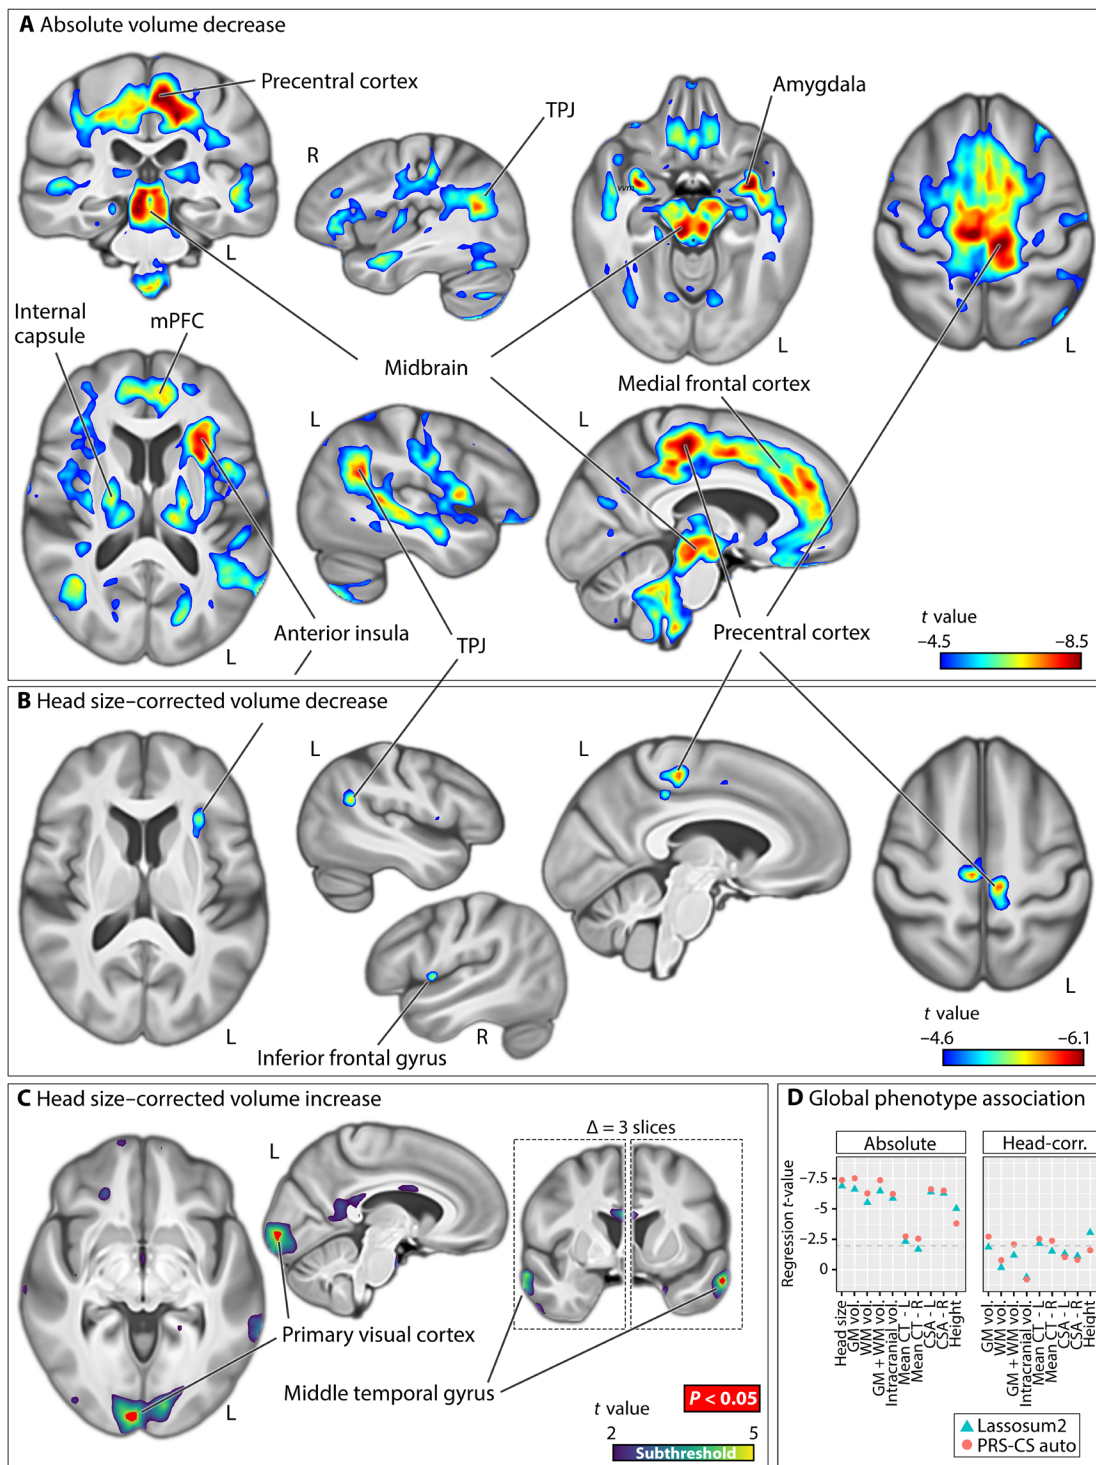 A Absolute volume decrease
Precentral cortex
Amygdala
TPJ
R
L
Internal
capsule
mPFC
Midbrain
L
L
Medial frontal cortex
L
L
Anterior insula
TPJ
Precentral cortex
t value
−4.5
−8.5
L
B Head size–corrected volume decrease
L
L
L
L
R
Inferior frontal gyrus
t value
−4.6
−6.1
C Head size–corrected volume increase
L
Δ = 3 slices
Primary visual cortex
Middle temporal gyrus
L
P < 0.05
t value
2
5
Subthreshold
D Global phenotype association
Absolute
Head-corr.
Regression t-value
−7.5
−5
−2.5
0
Head size
GM vol.
WM vol.
GM + WM vol.
Intracranial vol.
Mean CT - L
Mean CT - R
CSA - L
CSA - R
Height
GM vol.
WM vol.
GM + WM vol.
Intracranial vol.
Mean CT - L
Mean CT - R
CSA - L
CSA - R
Height
Lassosum2
PRS-CS auto